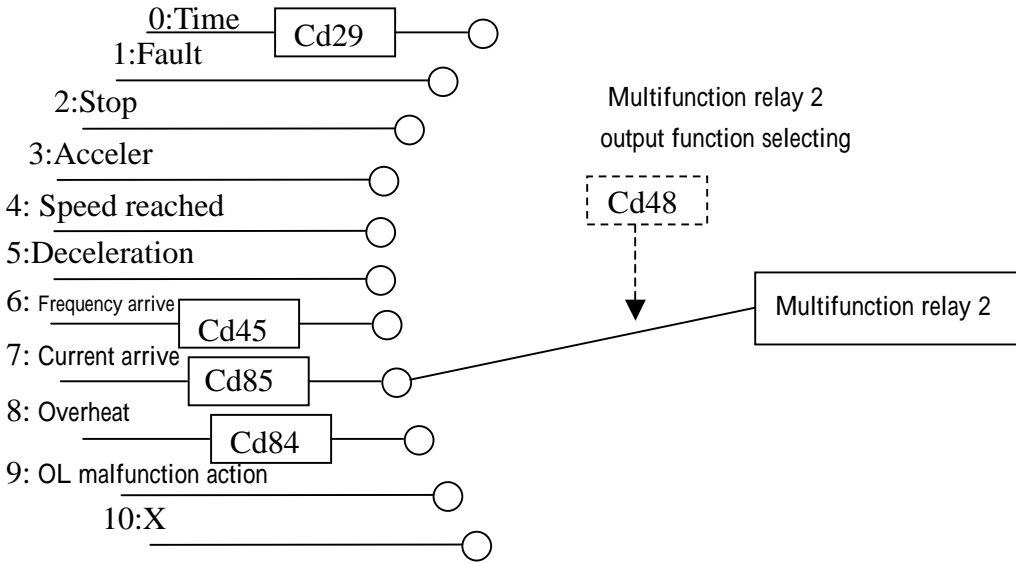 0:Time
Cd29
1:Fault
2:Stop
3:Acceler
4: Speed reached
5:Deceleration
6: Frequency arrive
Cd45
7: Current arrive
Cd85
8: Overheat
Cd84
9: OL malfunction action
10:X
Multifunction relay 2
output function selecting
Cd48
Multifunction relay 2